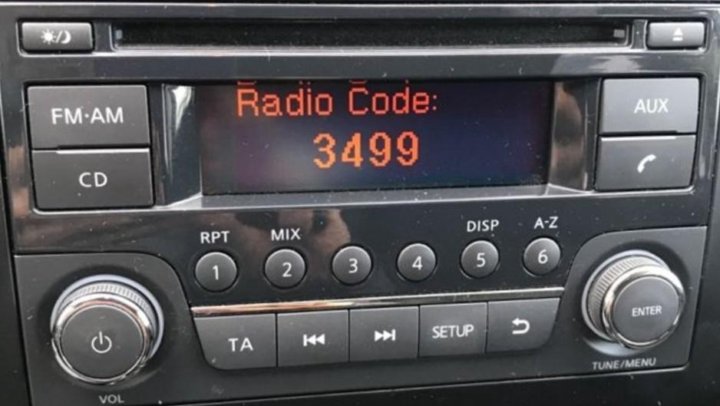 Radio Code:
3499
FM·AM
AUX
CD
RPT
MIX
DISP
A-Z
1
2
3
4
5
6
TA
SETUP
ENTER
VOL
TUNE/MENU